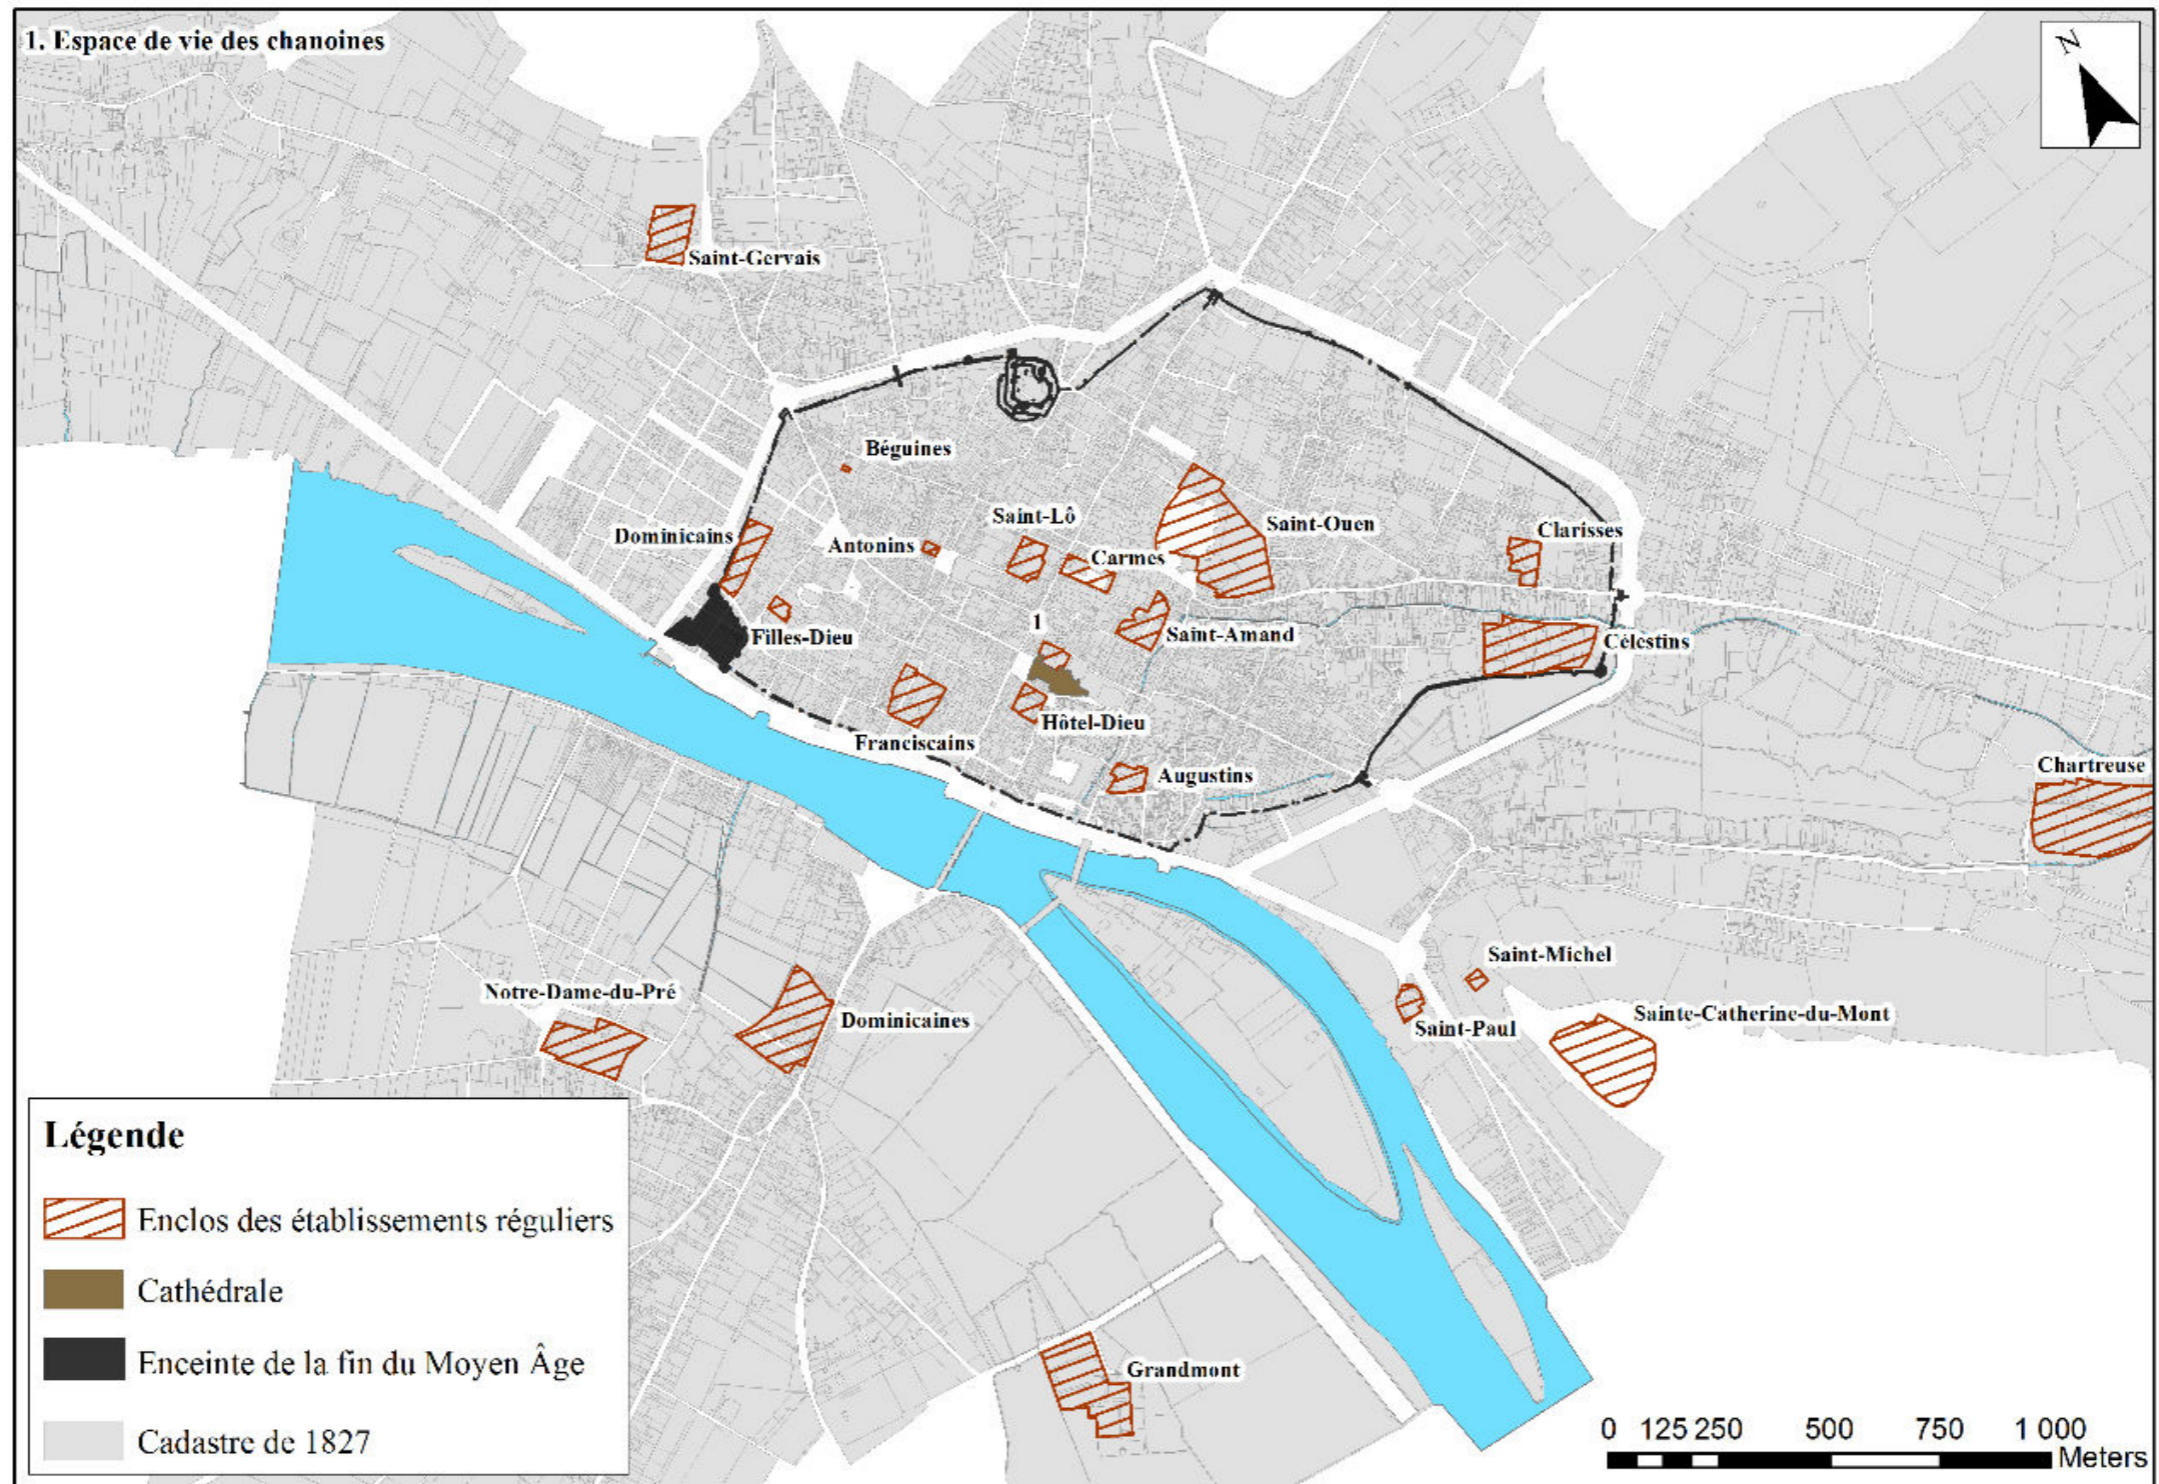 1. Espace de vie des chanoines
N
Saint-Gervais
Béguines
Saint-Lô
Saint-Ouen
Dominicains
Antonins
Carmes
Clarisses
1
Filles-Dieu
Saint-Amand
Célestins
Hôtel-Dieu
Franciscains
Augustins
Chartreuse
Saint-Michel
Notre-Dame-du-Pré
Dominicaines
Sainte-Catherine-du-Mont
Saint-Paul
Grandmont
Légende
Enclos des établissements réguliers
Cathédrale
Enceinte de la fin du Moyen Âge
Cadastre de 1827
0 125 250 500 750 1 000
Meters